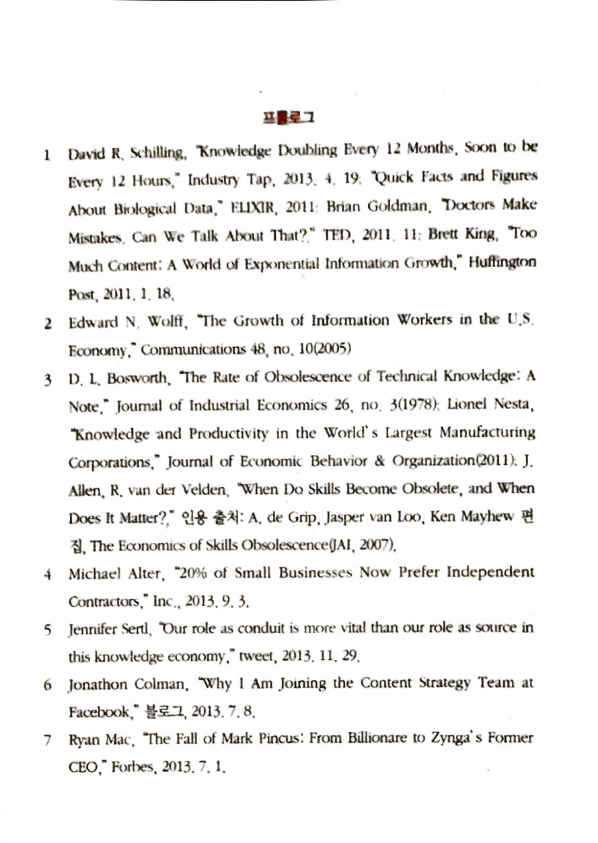 프롤로그
1 David R. Schilling, "Knowledge Doubling Every 12 Months, Soon to be
Every 12 Hours," Industry Tap, 2013. 4. 19; "Quick Facts and Figures
About Biological Data," ELIXIR, 2011; Brian Goldman, "Doctors Make
Mistakes. Can We Talk About That?" TED, 2011. 11; Brett King, "Too
Much Content: A World of Exponential Information Growth," Huffington
Post, 2011. 1. 18.
2 Edward N. Wolff, "The Growth of Information Workers in the U.S.
Economy," Communications 48, no. 10(2005)
3 D. L. Bosworth, "The Rate of Obsolescence of Technical Knowledge: A
Note," Journal of Industrial Economics 26, no. 3(1978); Lionel Nesta,
"Knowledge and Productivity in the World's Largest Manufacturing
Corporations," Journal of Economic Behavior & Organization(2011); J.
Allen, R. van der Velden, "When Do Skills Become Obsolete, and When
Does It Matter?," 인용 출처: A. de Grip, Jasper van Loo, Ken Mayhew 편
집, The Economics of Skills Obsolescence(JAI, 2007).
4 Michael Alter, "20% of Small Businesses Now Prefer Independent
Contractors," Inc., 2013. 9. 3.
5 Jennifer Sertl, "Our role as conduit is more vital than our role as source in
this knowledge economy," tweet, 2013. 11. 29.
6 Jonathon Colman, "Why I Am Joining the Content Strategy Team at
Facebook," 블로그, 2013. 7. 8.
7 Ryan Mac, "The Fall of Mark Pincus: From Billionare to Zynga's Former
CEO," Forbes, 2013. 7. 1.